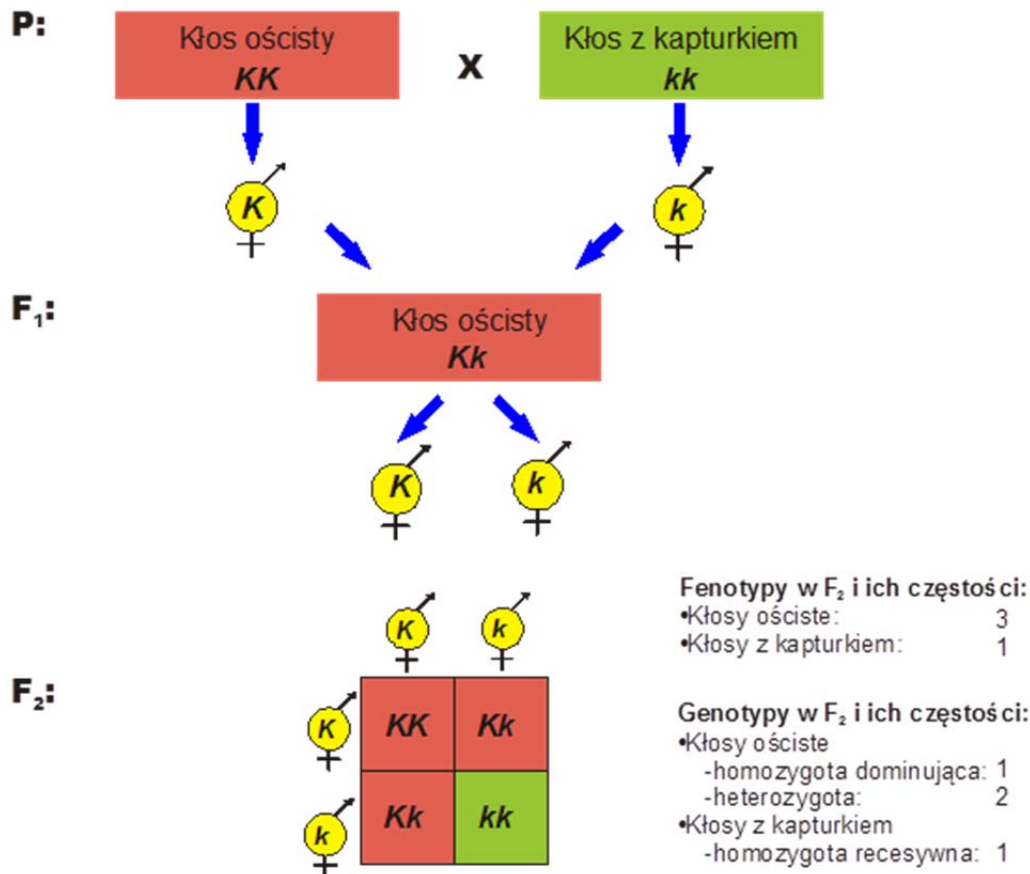 P:
Kłos ościsty
KK
X
Kłos z kapturkiem
kk
K
k
F₁:
Kłos ościsty
Kk
K
k
K
k
F₂:
K
KK
Kk
k
Kk
kk
Fenotypy w F₂ i ich częstości:
•Kłosy ościste: 3
•Kłosy z kapturkiem: 1
Genotypy w F₂ i ich częstości:
•Kłosy ościste
-homozygota dominująca: 1
-heterozygota: 2
•Kłosy z kapturkiem
-homozygota recesywna: 1